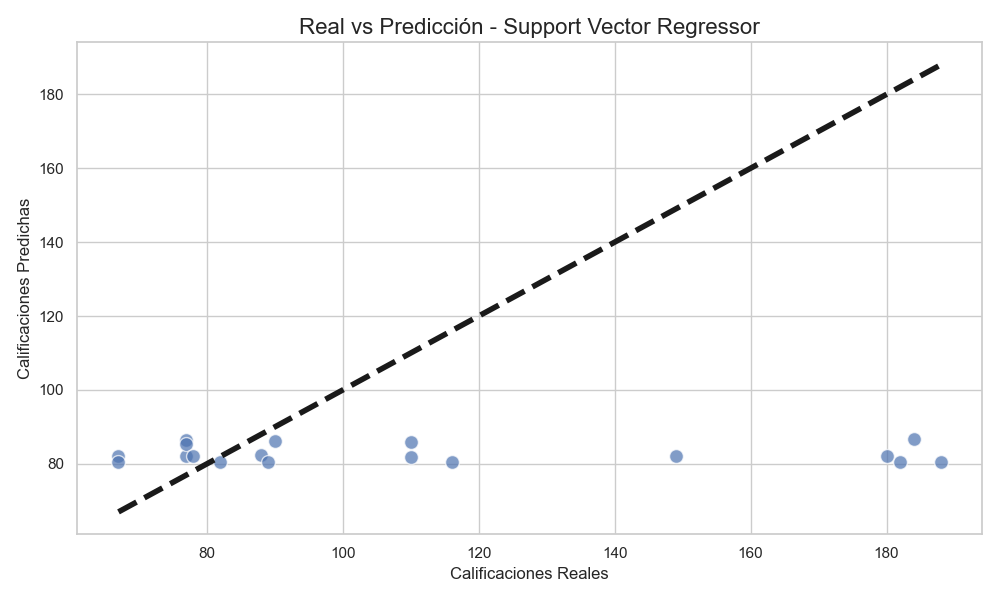 Real vs Predicción - Support Vector Regressor
Calificaciones Predichas
180
160
140
120
100
80
80 100 120 140 160 180
Calificaciones Reales